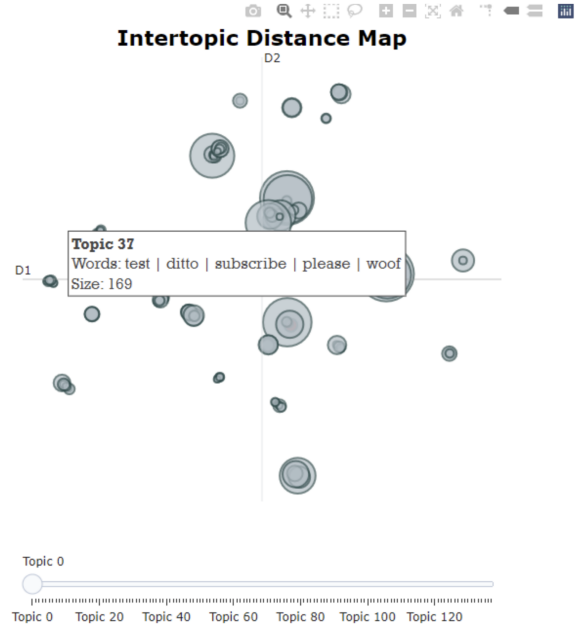 Intertopic Distance Map
D2
Topic 37
Words: test | ditto | subscribe | please | woof
D1
Size: 169
Topic 0
Topic 0 Topic 20 Topic 40 Topic 60 Topic 80 Topic 100 Topic 120